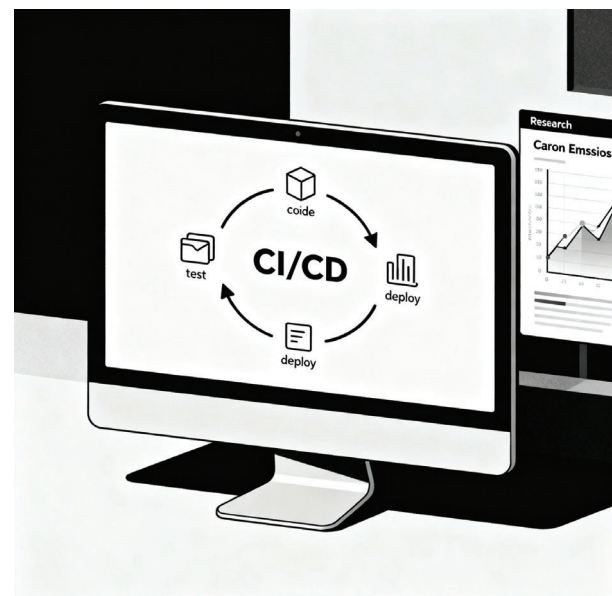 coide
CI/CD
test
deploy
deploy
Research
Caron Emssios